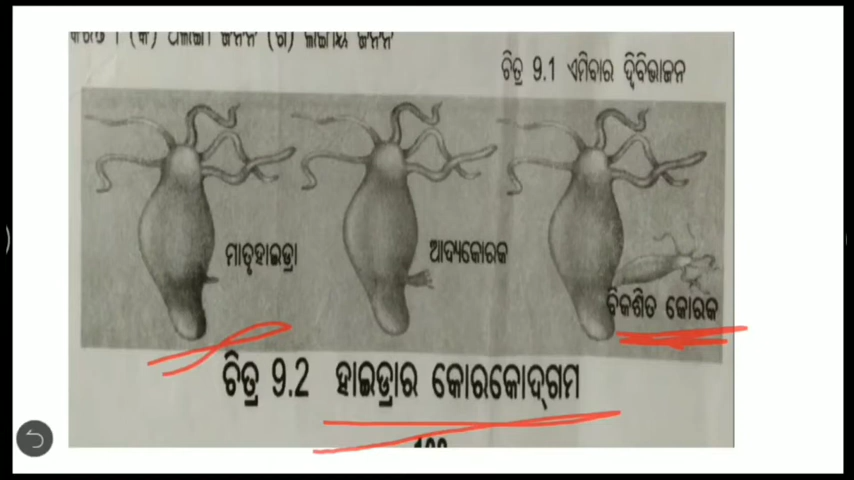 ଚିତ୍ର 9.1 ଏମିବାର ଦ୍ବିବିଭାଜନ
ମାତୃହାଇଡ୍ରା
ଆଦ୍ୟକୋରକ
ବିକଶିତ କୋରକ
ଚିତ୍ର 9.2 ହାଇଡ୍ରାର କୋରକୋଦ୍‌ଗମ